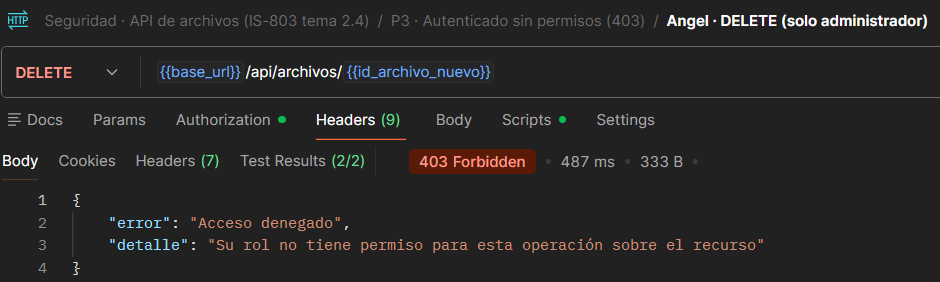 HTTP Seguridad · API de archivos (IS-803 tema 2.4) / P3 · Autenticado sin permisos (403) / Angel · DELETE (solo administrador)
DELETE {{base_url}}/api/archivos/{{id_archivo_nuevo}}
Docs Params Authorization Headers (9) Body Scripts Settings
Body Cookies Headers (7) Test Results (2/2) 403 Forbidden • 487 ms • 333 B •
1 {
2 "error": "Acceso denegado",
3 "detalle": "Su rol no tiene permiso para esta operación sobre el recurso"
4 }